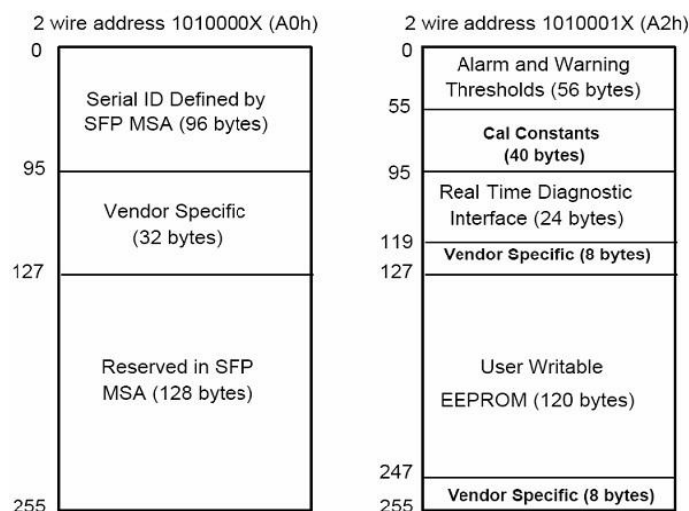 2 wire address 1010000X (A0h)
0
Serial ID Defined by
SFP MSA (96 bytes)
95
Vendor Specific
(32 bytes)
127
Reserved in SFP
MSA (128 bytes)
255
2 wire address 1010001X (A2h)
0
Alarm and Warning
Thresholds (56 bytes)
55
Cal Constants
(40 bytes)
95
Real Time Diagnostic
Interface (24 bytes)
119
Vendor Specific (8 bytes)
127
User Writable
EEPROM (120 bytes)
247
Vendor Specific (8 bytes)
255